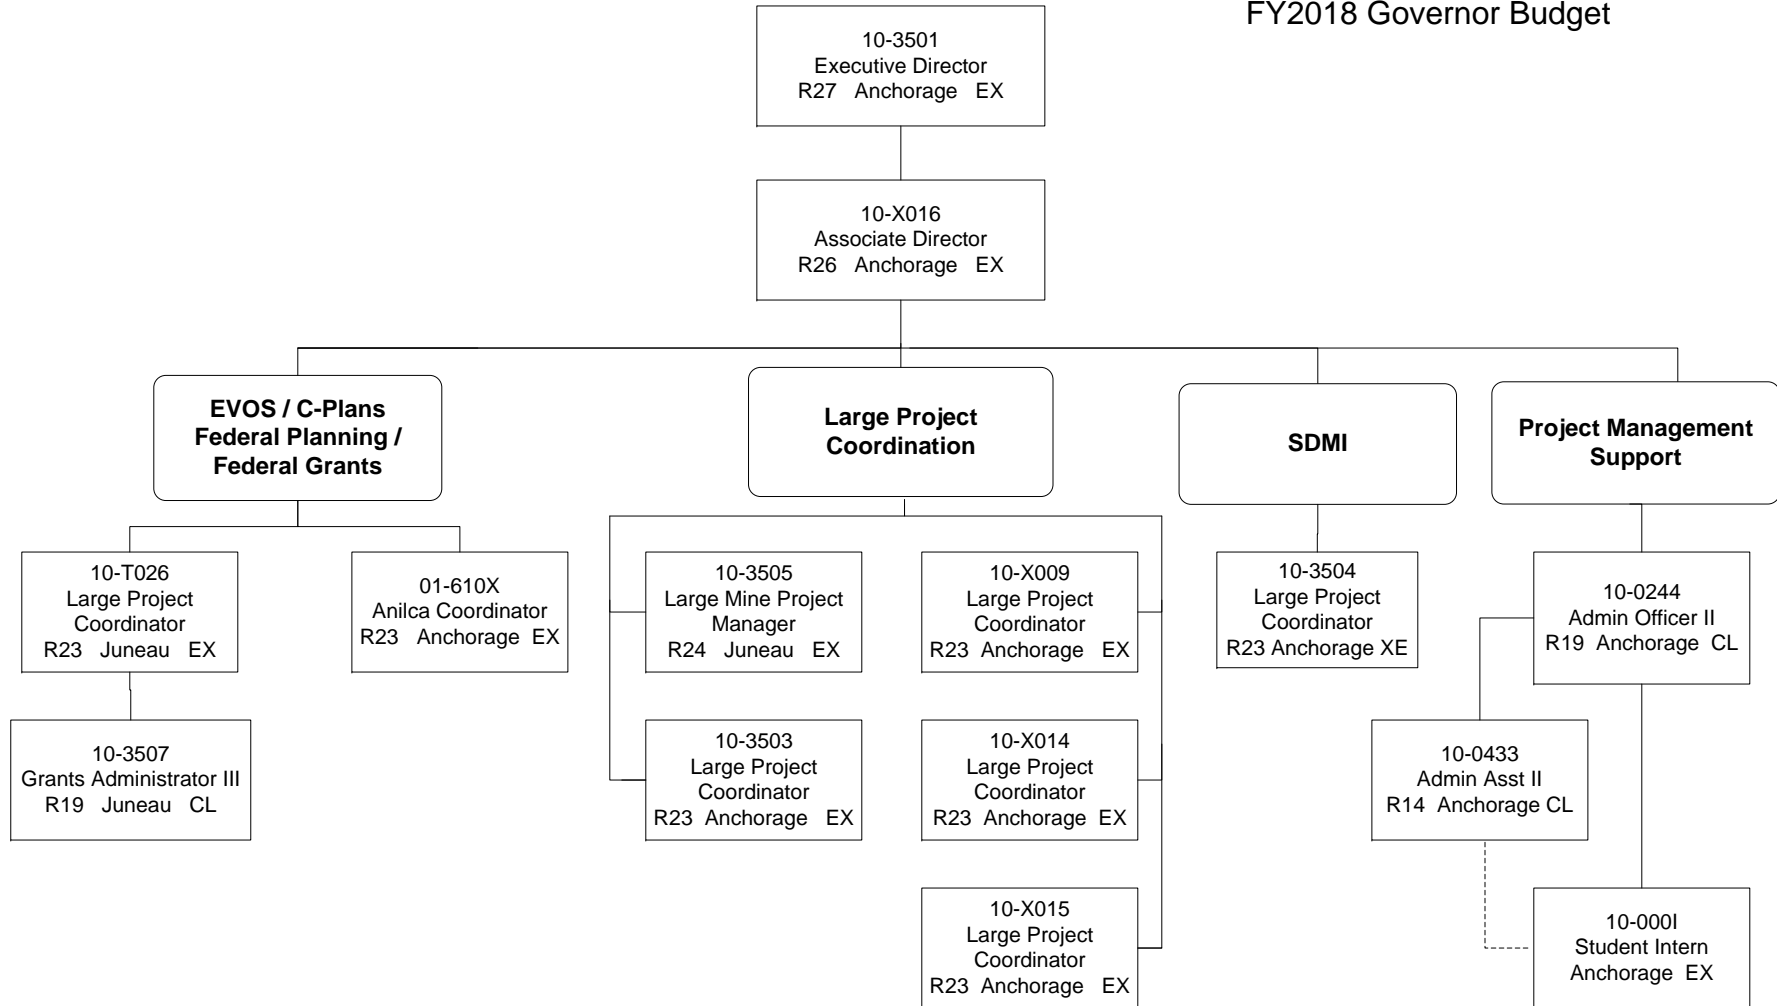 FY2018 Governor Budget
10-3501
Executive Director
R27 Anchorage EX
10-X016
Associate Director
R26 Anchorage EX
EVOS / C-Plans
Federal Planning /
Federal Grants
Large Project
Coordination
SDMI
Project Management
Support
10-T026
Large Project
Coordinator
R23 Juneau EX
01-610X
Anilca Coordinator
R23 Anchorage EX
10-3505
Large Mine Project
Manager
R24 Juneau EX
10-X009
Large Project
Coordinator
R23 Anchorage EX
10-3504
Large Project
Coordinator
R23 Anchorage XE
10-0244
Admin Officer II
R19 Anchorage CL
10-3507
Grants Administrator III
R19 Juneau CL
10-3503
Large Project
Coordinator
R23 Anchorage EX
10-X014
Large Project
Coordinator
R23 Anchorage EX
10-0433
Admin Asst II
R14 Anchorage CL
10-X015
Large Project
Coordinator
R23 Anchorage EX
10-000I
Student Intern
Anchorage EX